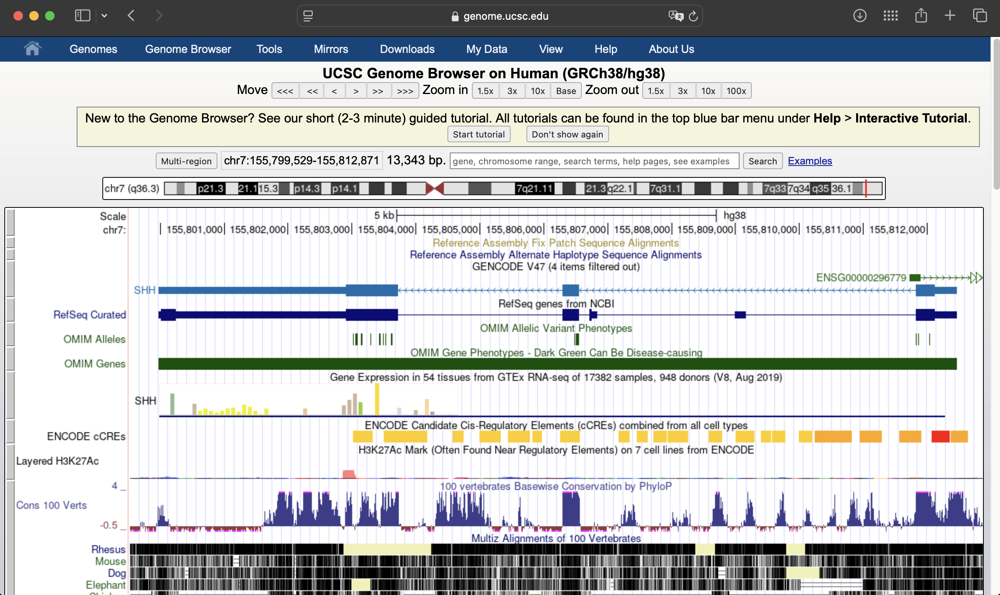 genome.ucsc.edu
Genomes Genome Browser Tools Mirrors Downloads My Data View Help About Us
UCSC Genome Browser on Human (GRCh38/hg38)
Move <<< << < > >> >>> Zoom in 1.5x 3x 10x Base Zoom out 1.5x 3x 10x 100x
New to the Genome Browser? See our short (2-3 minute) guided tutorial. All tutorials can be found in the top blue bar menu under Help > Interactive Tutorial.
Start tutorial Don't show again
Multi-region chr7:155,799,529-155,812,871 13,343 bp. gene, chromosome range, search terms, help pages, see examples Search Examples
chr7 (q36.3) p21.3 21.1 15.3 p14.3 p14.1 7q21.11 21.3 q22.1 7q31.1 7q33 7q34 q35 36.1
Scale 5 kb hg38
chr7: 155,801,000 155,802,000 155,803,000 155,804,000 155,805,000 155,806,000 155,807,000 155,808,000 155,809,000 155,810,000 155,811,000 155,812,000
Reference Assembly Fix Patch Sequence Alignments
Reference Assembly Alternate Haplotype Sequence Alignments
GENCODE V47 (4 items filtered out)
ENSG00000296779
SHH
RefSeq genes from NCBI
RefSeq Curated
OMIM Allelic Variant Phenotypes
OMIM Alleles
OMIM Gene Phenotypes - Dark Green Can Be Disease-causing
OMIM Genes
Gene Expression in 54 tissues from GTEx RNA-seq of 17382 samples, 948 donors (V8, Aug 2019)
SHH
ENCODE Candidate Cis-Regulatory Elements (cCREs) combined from all cell types
ENCODE cCREs
H3K27Ac Mark (Often Found Near Regulatory Elements) on 7 cell lines from ENCODE
Layered H3K27Ac
4 _ 100 vertebrates Basewise Conservation by PhyloP
Cons 100 Verts
-0.5 _
Multiz Alignments of 100 Vertebrates
Rhesus
Mouse
Dog
Elephant